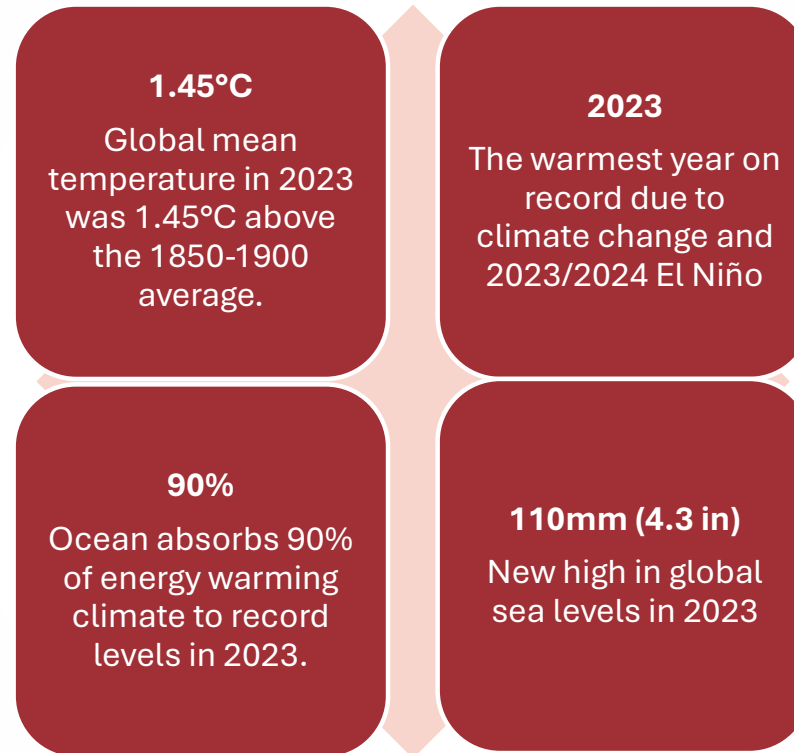 1.45°C
Global mean
temperature in 2023
was 1.45°C above
the 1850-1900
average.
2023
The warmest year on
record due to
climate change and
2023/2024 El Niño
90%
Ocean absorbs 90%
of energy warming
climate to record
levels in 2023.
110mm (4.3 in)
New high in global
sea levels in 2023